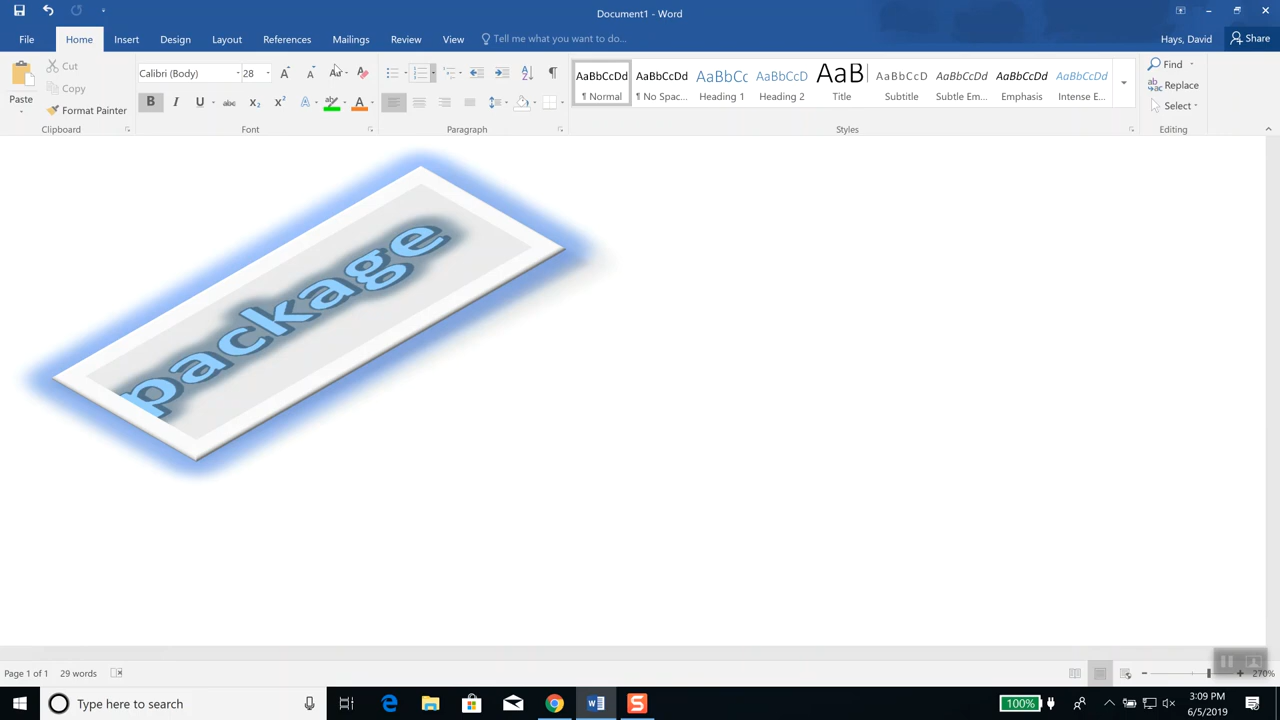 Document1 - Word
File Home Insert Design Layout References Mailings Review View Tell me what you want to do... Hays, David Share
Cut
Copy
Format Painter
Paste
Clipboard
Calibri (Body) 28
Font
Paragraph
AaBbCcDd AaBbCcDd AaBbCc AaBbCcD AaB AaBbCcD AaBbCcDd AaBbCcDd AaBbCcDd
¶ Normal ¶ No Spac... Heading 1 Heading 2 Title Subtitle Subtle Em... Emphasis Intense E...
Styles
Find
Replace
Select
Editing
package
Page 1 of 1 29 words 270%
Type here to search
100%
3:09 PM
6/5/2019